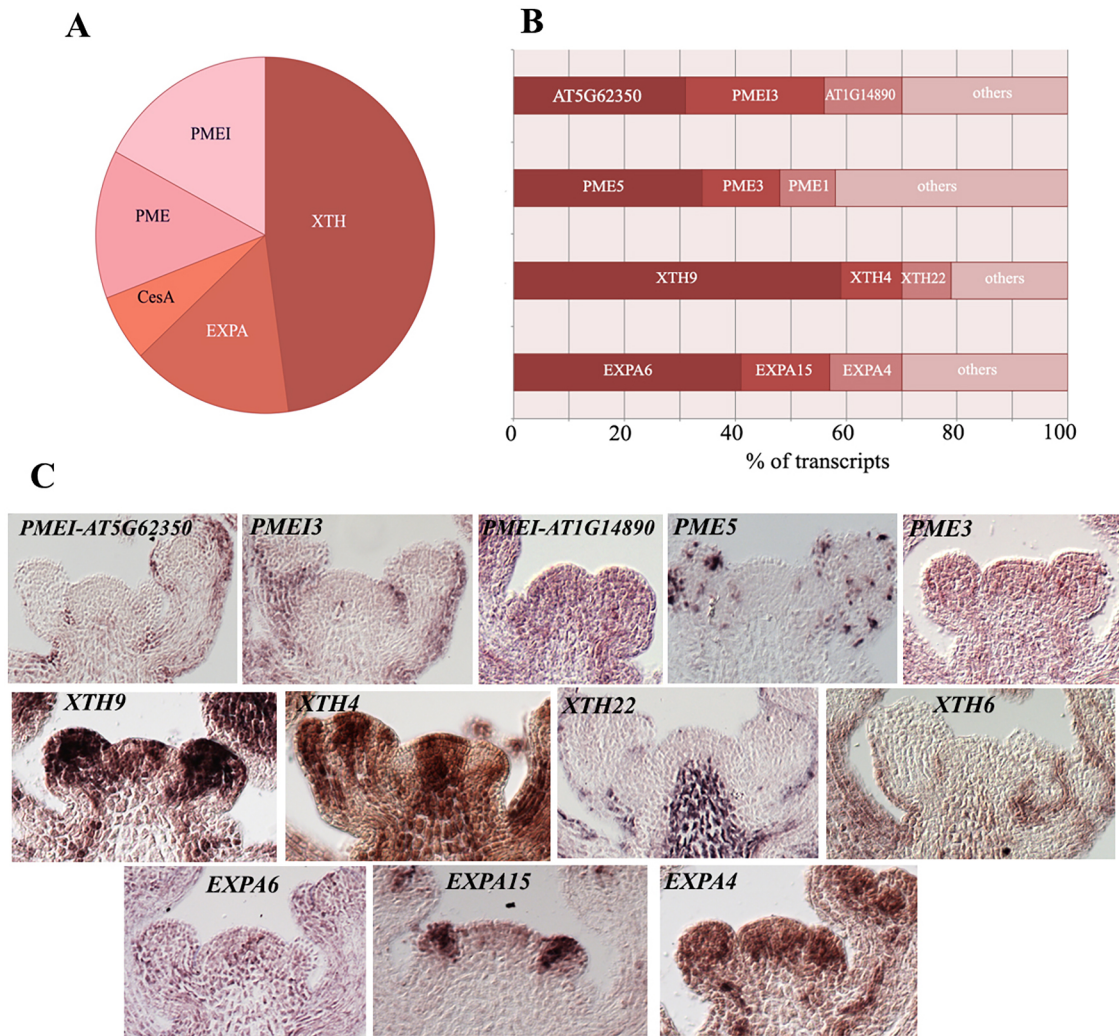 A
PMEI
PME
CesA
EXPA
XTH
B
AT5G62350 PMEI3 AT1G14890 others
PME5 PME3 PME1 others
XTH9 XTH4 XTH22 others
EXPA6 EXPA15 EXPA4 others
0 20 40 60 80 100
% of transcripts
C
PMEI-AT5G62350 PMEI3 PMEI-AT1G14890 PME5 PME3
XTH9 XTH4 XTH22 XTH6
EXPA6 EXPA15 EXPA4